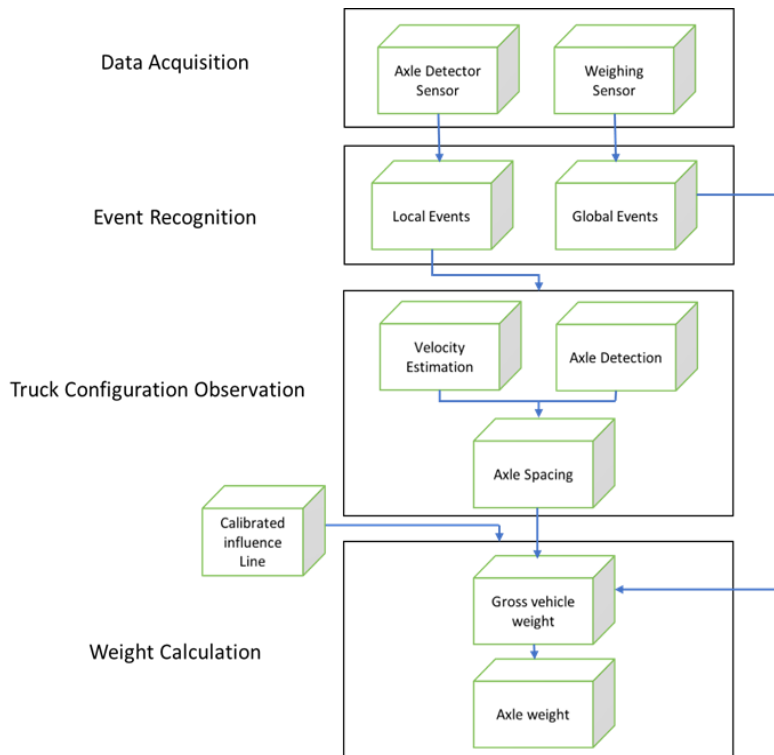 Data Acquisition
Axle Detector
Sensor
Weighing
Sensor
Event Recognition
Local Events
Global Events
Truck Configuration Observation
Velocity
Estimation
Axle Detection
Axle Spacing
Calibrated
influence
Line
Weight Calculation
Gross vehicle
weight
Axle weight